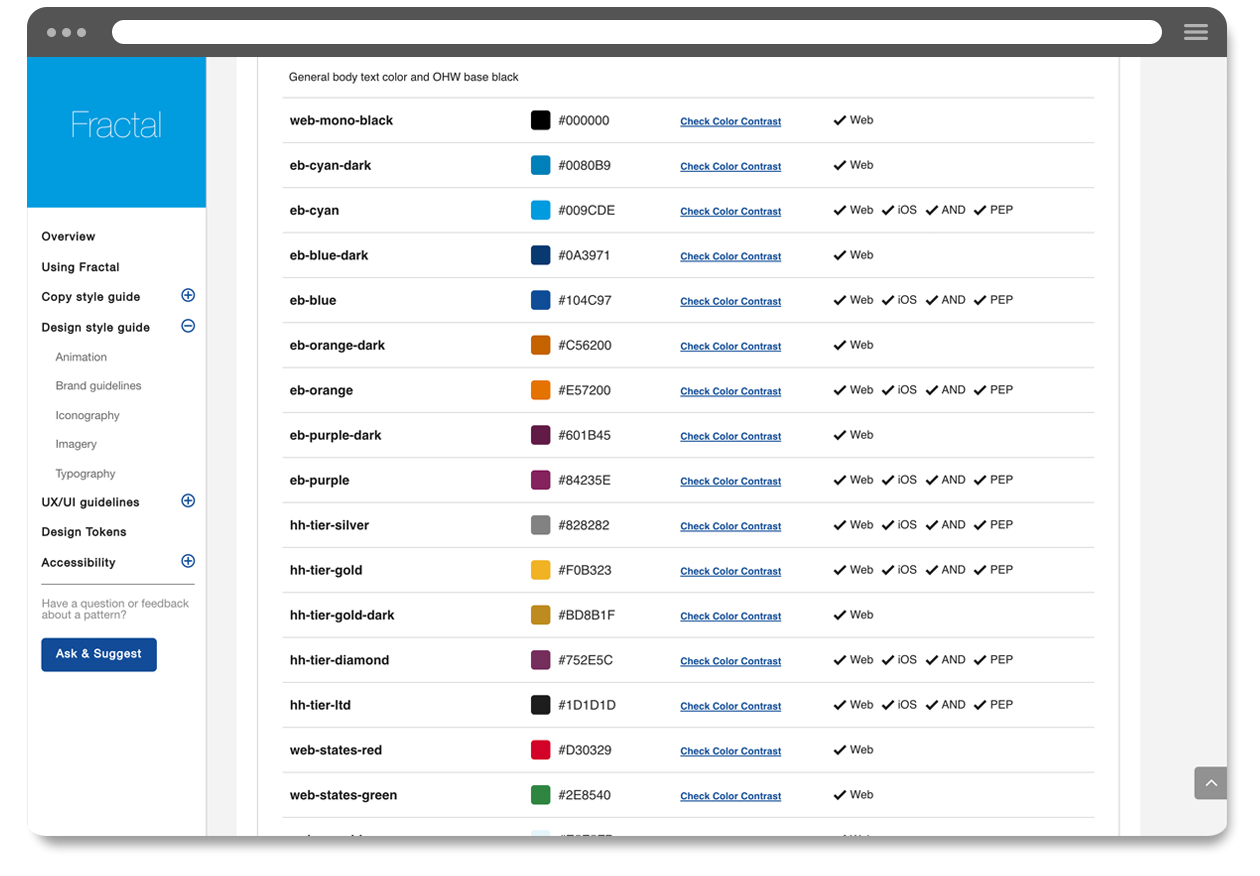 Fractal
Overview
Using Fractal
Copy style guide
Design style guide
Animation
Brand guidelines
Iconography
Imagery
Typography
UX/UI guidelines
Design Tokens
Accessibility
Have a question or feedback
about a pattern?
Ask & Suggest
General body text color and OHW base black
web-mono-black #000000 Check Color Contrast Web
eb-cyan-dark #0080B9 Check Color Contrast Web
eb-cyan #009CDE Check Color Contrast Web iOS AND PEP
eb-blue-dark #0A3971 Check Color Contrast Web
eb-blue #104C97 Check Color Contrast Web iOS AND PEP
eb-orange-dark #C56200 Check Color Contrast Web
eb-orange #E57200 Check Color Contrast Web iOS AND PEP
eb-purple-dark #601B45 Check Color Contrast Web
eb-purple #84235E Check Color Contrast Web iOS AND PEP
hh-tier-silver #828282 Check Color Contrast Web iOS AND PEP
hh-tier-gold #F0B323 Check Color Contrast Web iOS AND PEP
hh-tier-gold-dark #BD8B1F Check Color Contrast Web
hh-tier-diamond #752E5C Check Color Contrast Web iOS AND PEP
hh-tier-ltd #1D1D1D Check Color Contrast Web iOS AND PEP
web-states-red #D30329 Check Color Contrast Web
web-states-green #2E8540 Check Color Contrast Web